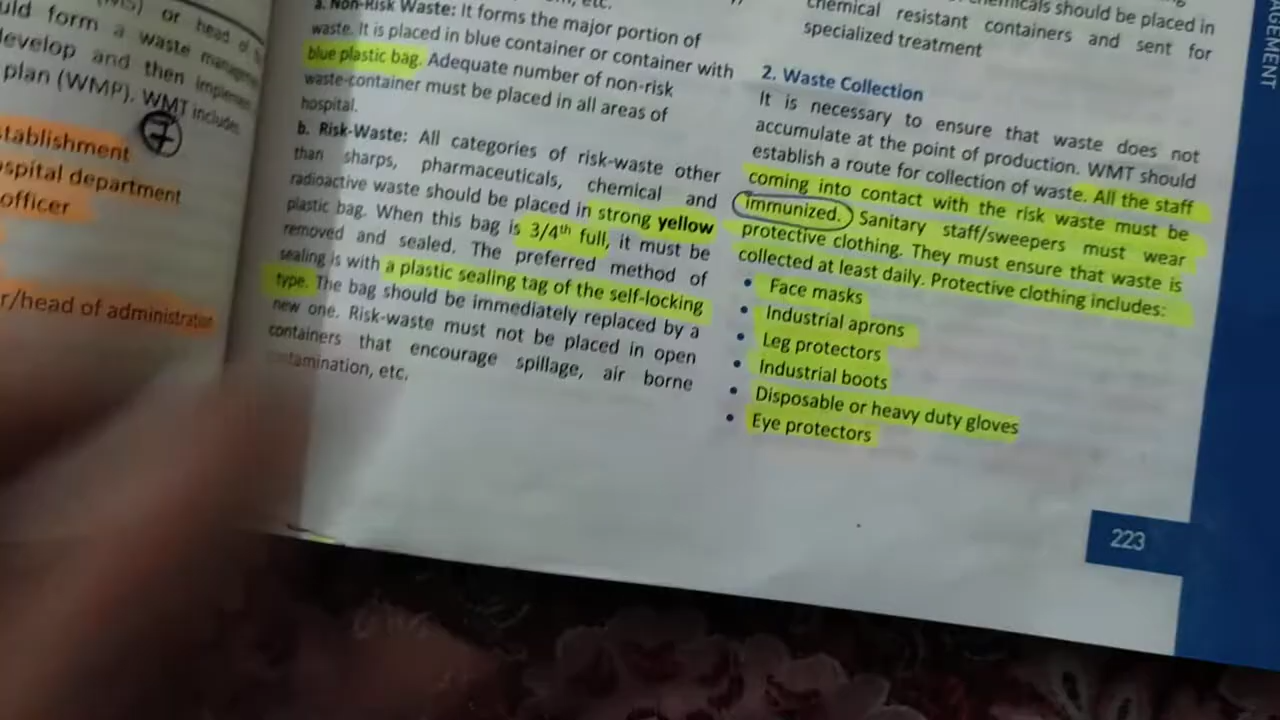 or head of
form a waste
develop and then
plan (WMP). WMT includes
7
stablishment
ospital department
officer
r/head of administration
a. Non-Risk Waste: It forms the major portion of
waste. It is placed in blue container or container with
blue plastic bag. Adequate number of non-risk
waste-container must be placed in all areas of
hospital.
b. Risk-Waste: All categories of risk-waste other
than sharps, pharmaceuticals, chemical and
radioactive waste should be placed in strong yellow
plastic bag. When this bag is 3/4th full, it must be
removed and sealed. The preferred method of
sealing is with a plastic sealing tag of the self-locking
type. The bag should be immediately replaced by a
new one. Risk-waste must not be placed in open
containers that encourage spillage, air borne
contamination, etc.
chemicals should be placed in
chemical resistant containers and sent for
specialized treatment
2. Waste Collection
It is necessary to ensure that waste does not
accumulate at the point of production. WMT should
establish a route for collection of waste. All the staff
coming into contact with the risk waste must be
immunized. Sanitary staff/sweepers must wear
protective clothing. They must ensure that waste is
collected at least daily. Protective clothing includes:
• Face masks
• Industrial aprons
• Leg protectors
• Industrial boots
• Disposable or heavy duty gloves
• Eye protectors
223
AGEMENT